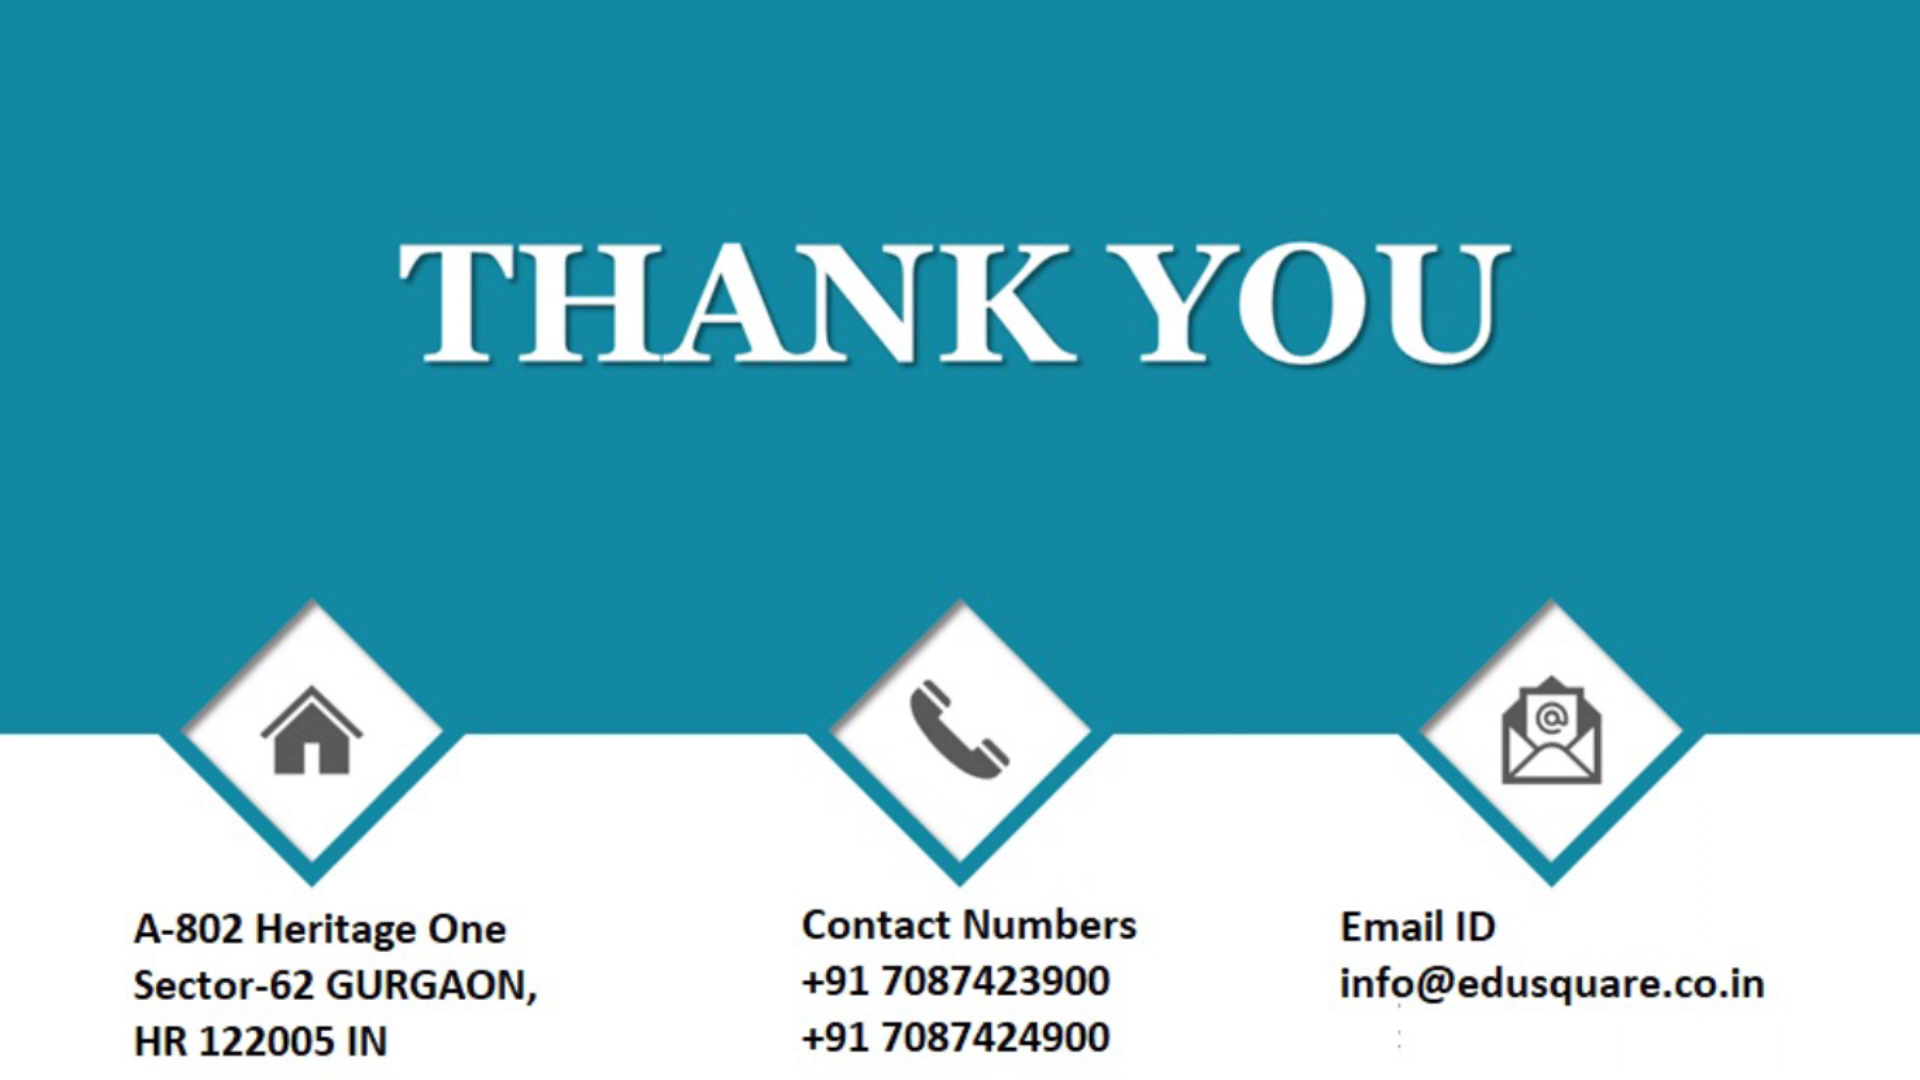 THANK YOU
A-802 Heritage One
Sector-62 GURGAON,
HR 122005 IN
Contact Numbers
+91 7087423900
+91 7087424900
Email ID
info@edusquare.co.in